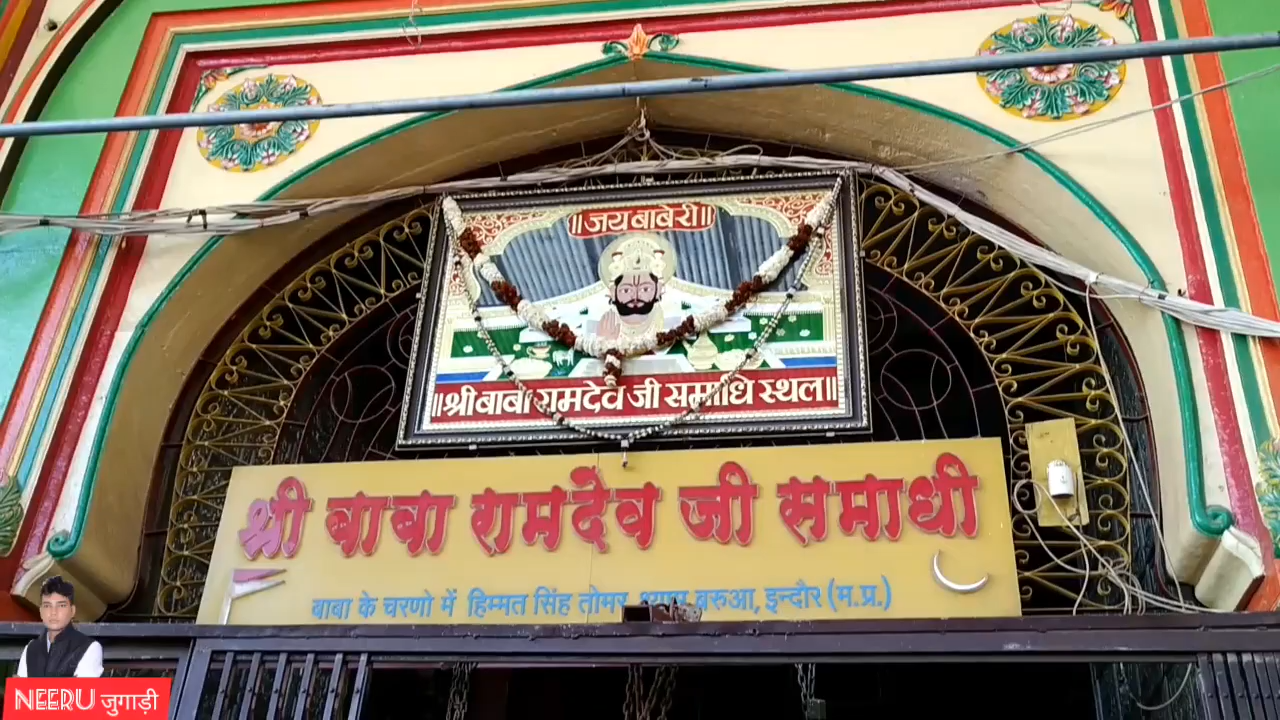 ॥जय बाबेरी॥
॥श्री बाबा रामदेव जी समाधि स्थल॥
श्री बाबा रामदेव जी समाधी
बाबा के चरणो में हिम्मत सिंह तोमर, बरुआ, इन्दौर (म.प्र.)
NEERU जुगाड़ी